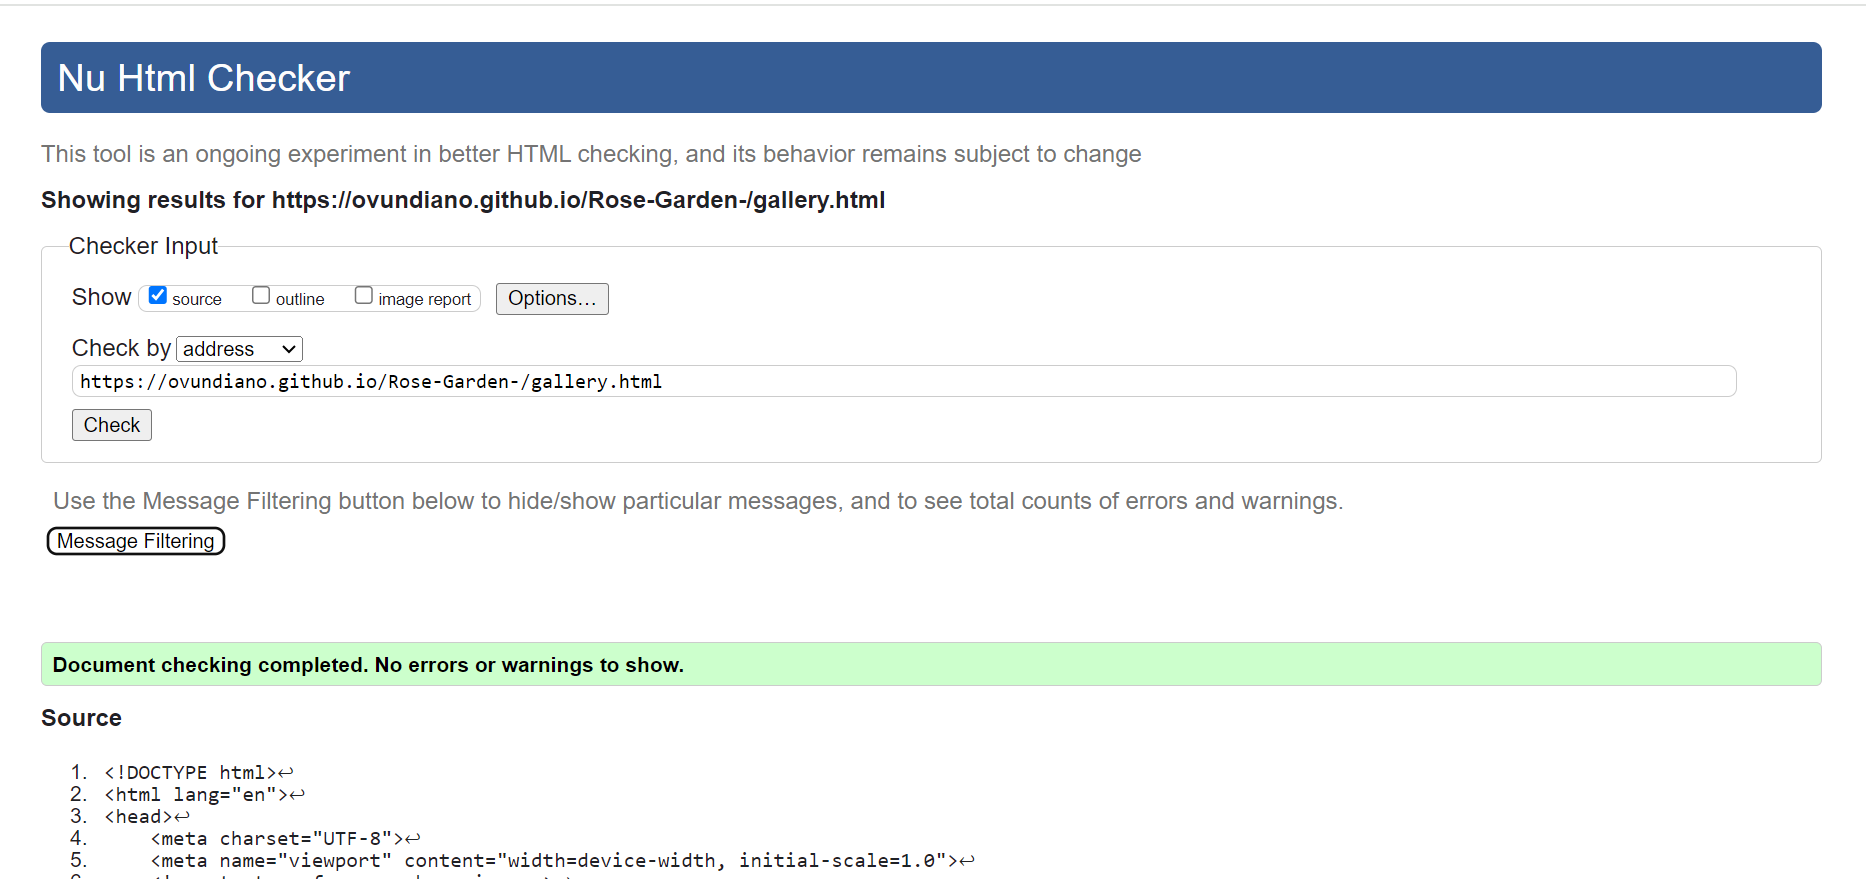 Nu Html Checker
This tool is an ongoing experiment in better HTML checking, and its behavior remains subject to change
Showing results for https://ovundiano.github.io/Rose-Garden-/gallery.html
Checker Input
Show source outline image report Options...
Check by address
https://ovundiano.github.io/Rose-Garden-/gallery.html
Check
Use the Message Filtering button below to hide/show particular messages, and to see total counts of errors and warnings.
Message Filtering
Document checking completed. No errors or warnings to show.
Source
1. <!DOCTYPE html>↩
2. <html lang="en">↩
3. <head>↩
4. <meta charset="UTF-8">↩
5. <meta name="viewport" content="width=device-width, initial-scale=1.0">↩